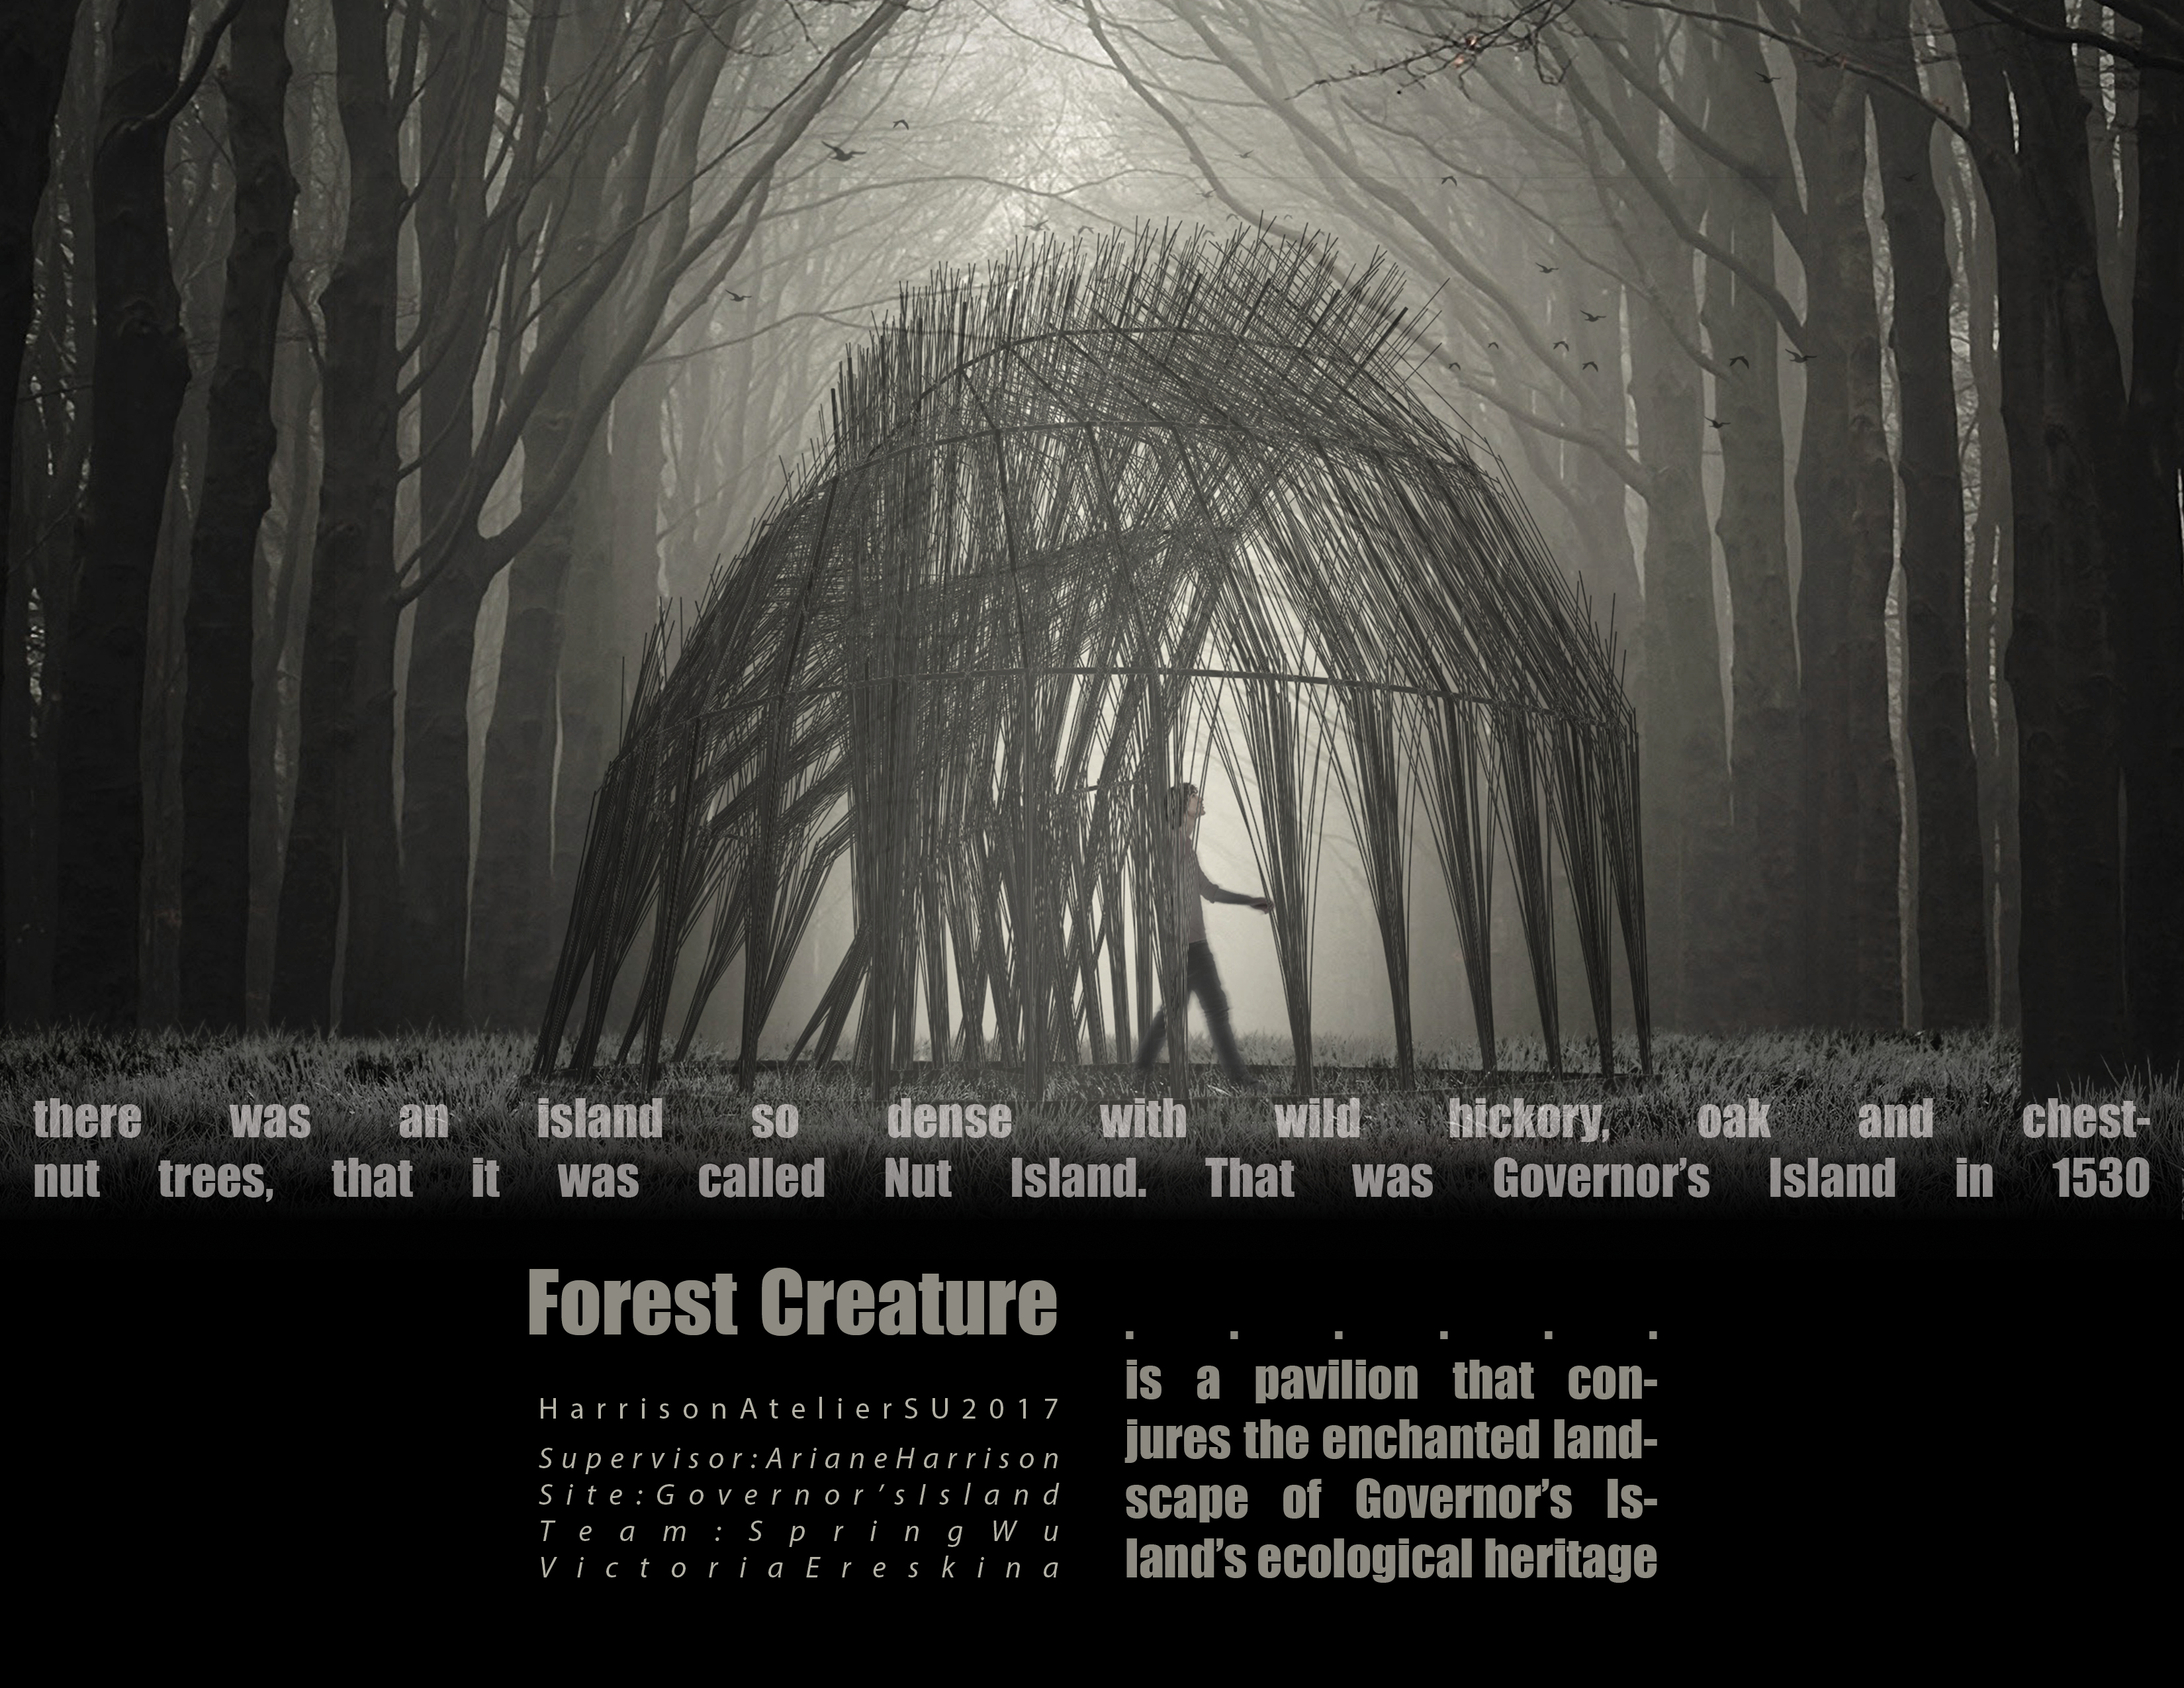 there was an island so dense with wild hickory, oak and chest-
nut trees, that it was called Nut Island. That was Governor's Island in 1530
Forest Creature
HarrisonAtelierSU2017
Supervisor:ArianeHarrison
Site:Governor'sIsland
Team:SpringWu
VictoriaEreskina
. . . . . .
is a pavilion that con-
jures the enchanted land-
scape of Governor's Is-
land's ecological heritage